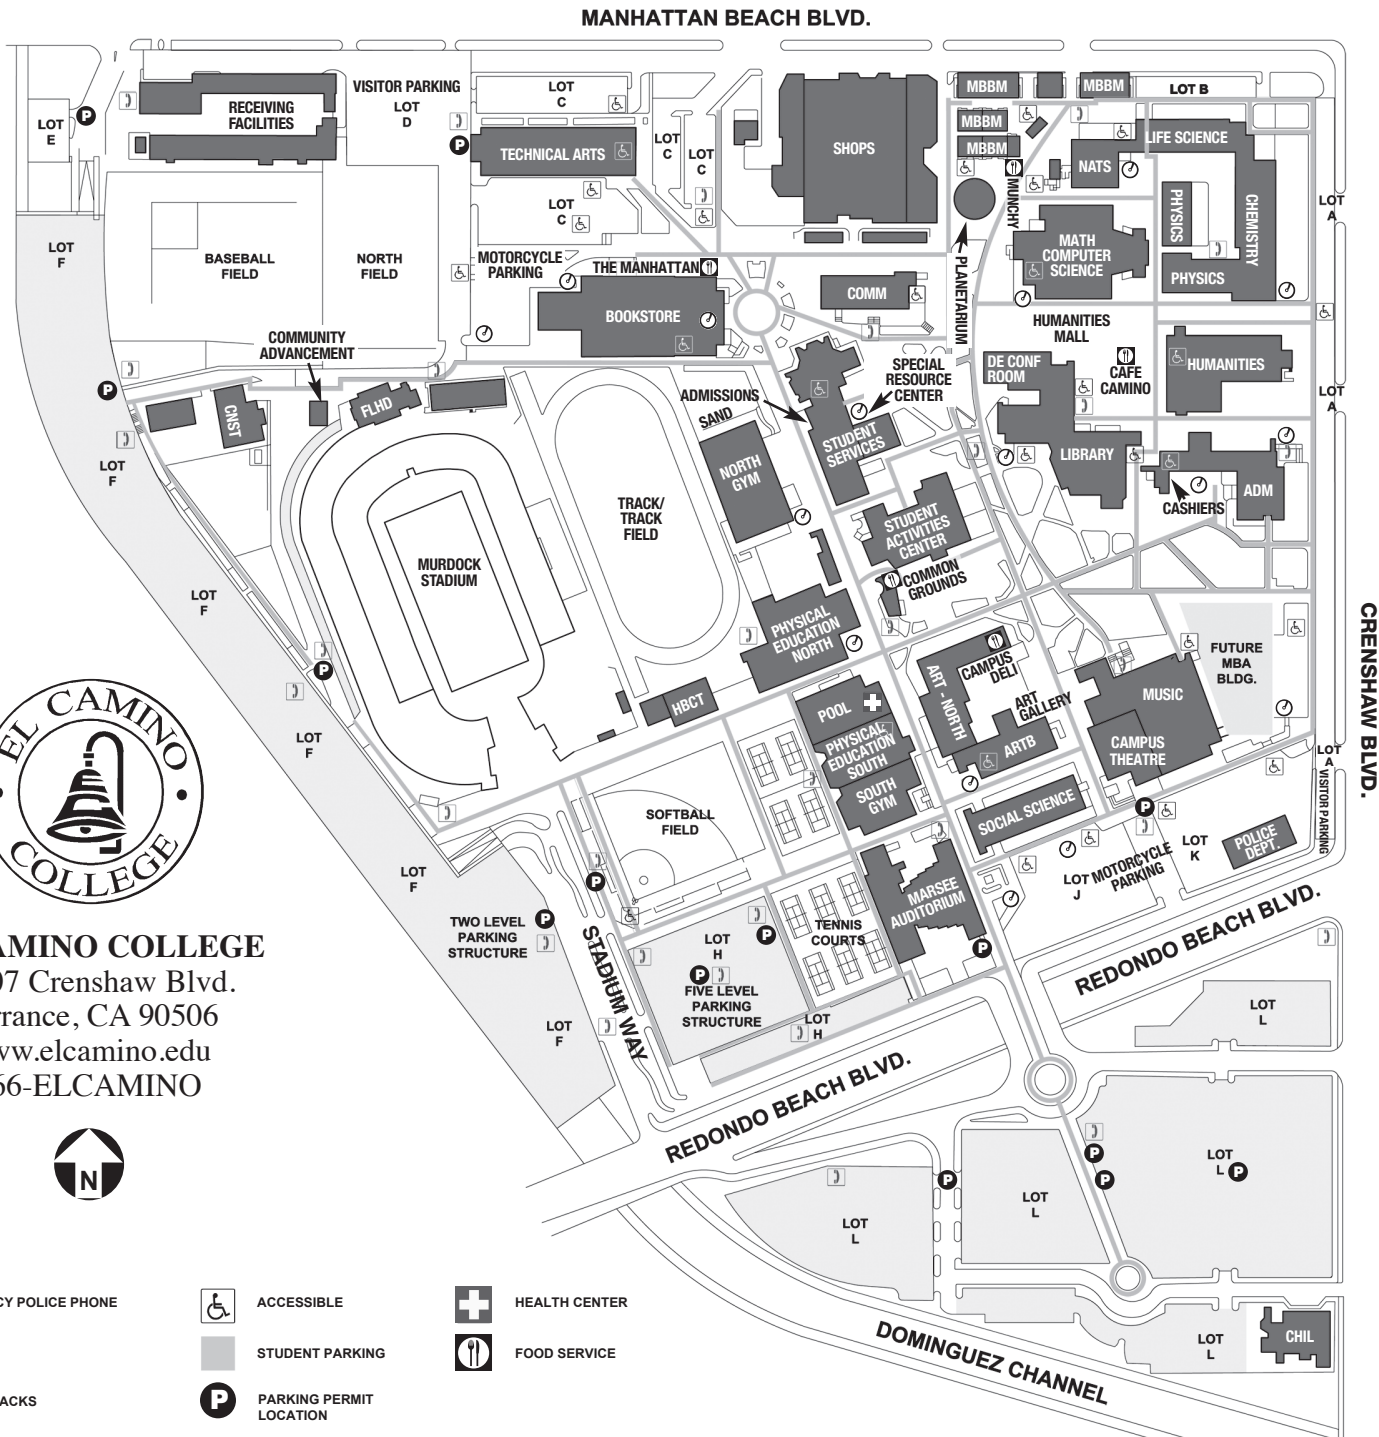 MANHATTAN BEACH BLVD.
VISITOR PARKING
LOT
D
RECEIVING
FACILITIES
LOT
E
LOT
C
TECHNICAL ARTS
LOT
C
LOT
C
LOT
C
SHOPS
MBBM
MBBM
LOT B
MBBM
MBBM
MUNCHY
NATS
LIFE SCIENCE
LOT
A
PHYSICS
CHEMISTRY
PHYSICS
MATH
COMPUTER
SCIENCE
PLANETARIUM
LOT
F
BASEBALL
FIELD
NORTH
FIELD
MOTORCYCLE
PARKING
THE MANHATTAN
BOOKSTORE
COMM
HUMANITIES
MALL
COMMUNITY
ADVANCEMENT
CNST
FLHD
ADMISSIONS
SAND
SPECIAL
RESOURCE
CENTER
STUDENT
SERVICES
DE CONF
ROOM
CAFE
CAMINO
HUMANITIES
LOT
A
LIBRARY
CASHIERS
ADM
LOT
F
NORTH
GYM
TRACK/
TRACK
FIELD
MURDOCK
STADIUM
STUDENT
ACTIVITIES
CENTER
COMMON
GROUNDS
LOT
F
PHYSICAL
EDUCATION
NORTH
CAMPUS
DELI
ART - NORTH
ART
GALLERY
ARTB
MUSIC
CAMPUS
THEATRE
FUTURE
MBA
BLDG.
CRENSHAW BLVD.
HBCT
POOL
PHYSICAL
EDUCATION
SOUTH
SOUTH
GYM
LOT
F
LOT
A
VISITOR PARKING
SOCIAL SCIENCE
SOFTBALL
FIELD
POLICE
DEPT.
LOT
K
MOTORCYCLE
PARKING
LOT
J
LOT
F
MARSEE
AUDITORIUM
TENNIS
COURTS
TWO LEVEL
PARKING
STRUCTURE
STADIUM WAY
LOT
H
FIVE LEVEL
PARKING
STRUCTURE
LOT
H
LOT
F
REDONDO BEACH BLVD.
REDONDO BEACH BLVD.
LOT
L
LOT
L
LOT
L
LOT
L
LOT
L
CHIL
DOMINGUEZ CHANNEL
EL CAMINO
COLLEGE
AMINO COLLEGE
07 Crenshaw Blvd.
rrance, CA 90506
ww.elcamino.edu
66-ELCAMINO
N
CY POLICE PHONE
ACCESSIBLE
HEALTH CENTER
STUDENT PARKING
FOOD SERVICE
ACKS
P
PARKING PERMIT
LOCATION